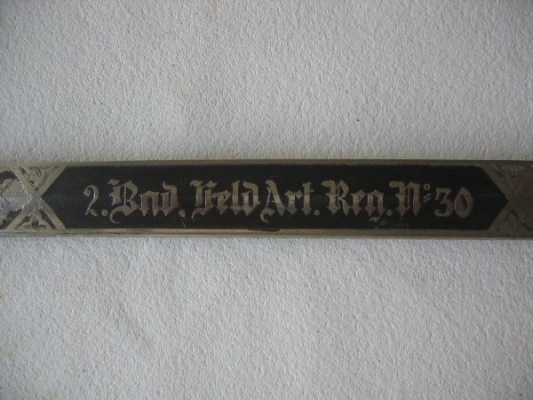 2. Bad. Feld Art. Reg. Nº 30